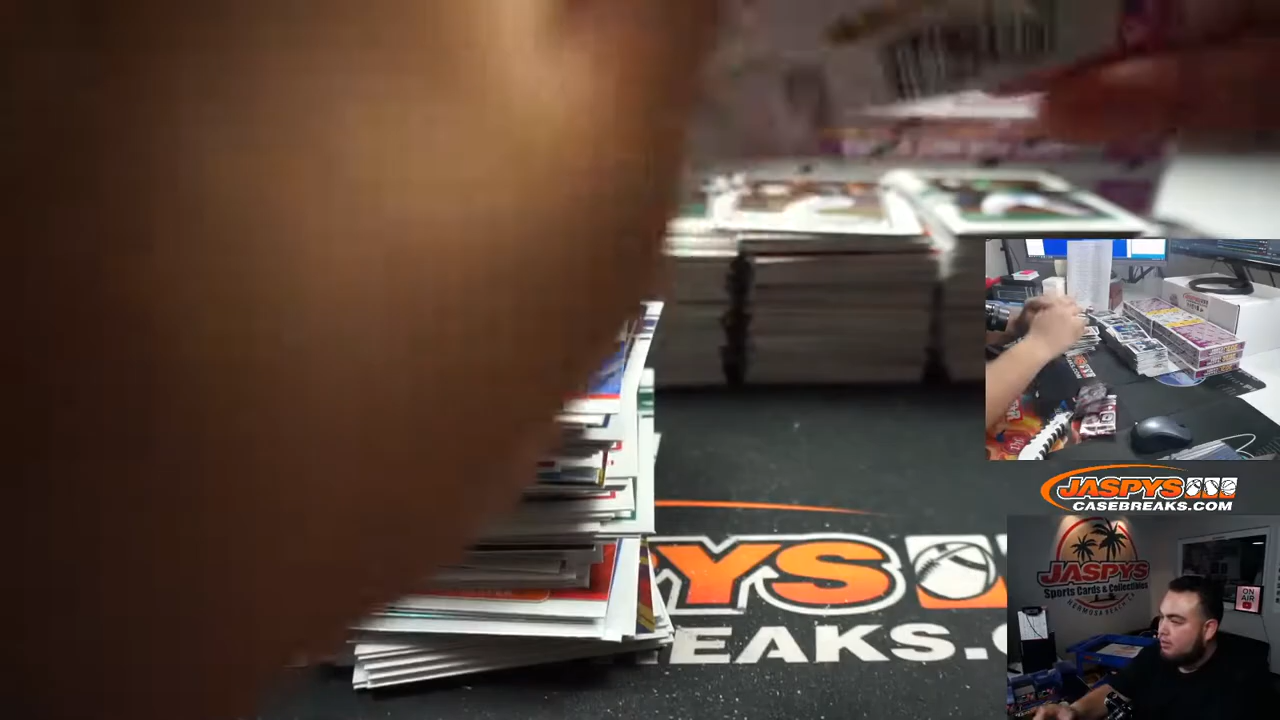 YS
EAKS.C
JASPYS
CASEBREAKS.COM
JASPYS
Sports Cards & Collectibles
HERMOSA BEACH, CA
ON AIR